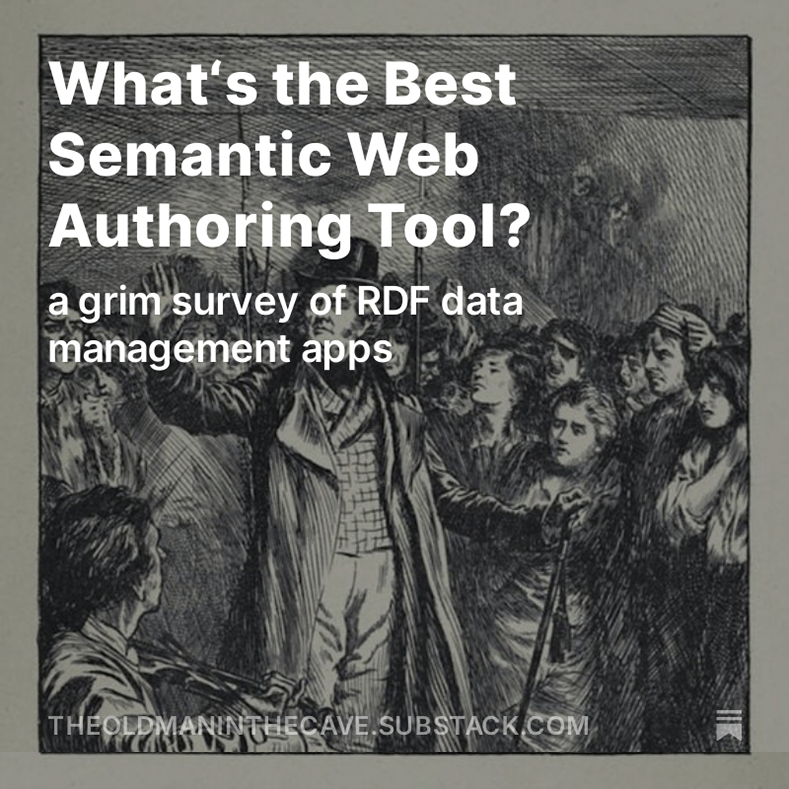 What‘s the Best
Semantic Web
Authoring Tool?
a grim survey of RDF data
management apps
THEOLDMANINTHECAVE.SUBSTACK.COM